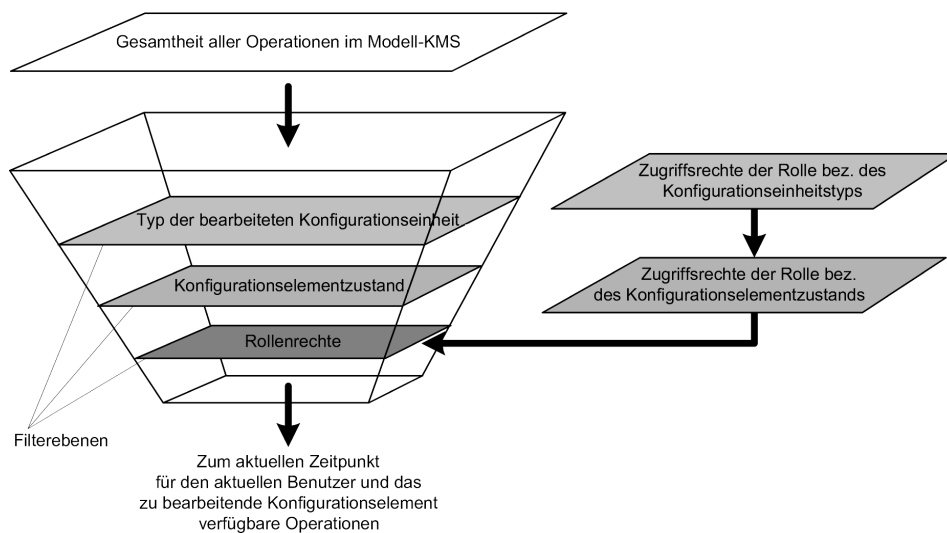 Gesamtheit aller Operationen im Modell-KMS
Typ der bearbeiteten Konfigurationseinheit
Konfigurationselementzustand
Rollenrechte
Zugriffsrechte der Rolle bez. des
Konfigurationseinheitstyps
Zugriffsrechte der Rolle bez.
des Konfigurationselementzustands
Filterebenen
Zum aktuellen Zeitpunkt
für den aktuellen Benutzer und das
zu bearbeitende Konfigurationselement
verfügbare Operationen